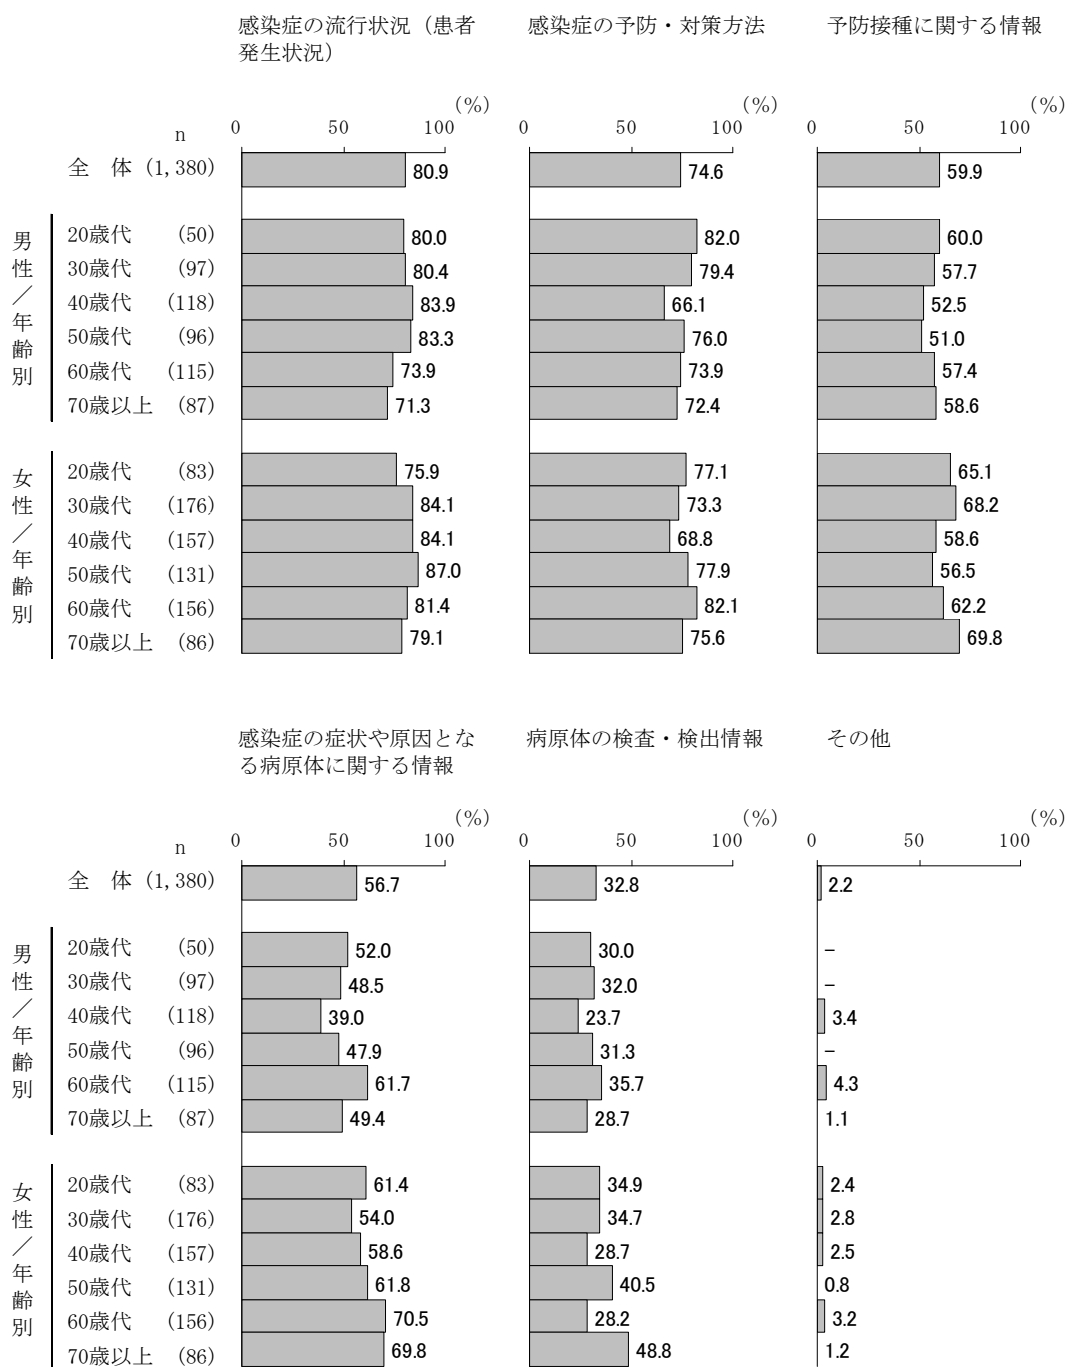 感染症の流行状況（患者
発生状況）
感染症の予防・対策方法
予防接種に関する情報
(%) (%) (%)
n 0 50 100 0 50 100 0 50 100
全　体 (1,380) 80.9 74.6 59.9
男性／年齢別
20歳代 (50) 80.0 82.0 60.0
30歳代 (97) 80.4 79.4 57.7
40歳代 (118) 83.9 66.1 52.5
50歳代 (96) 83.3 76.0 51.0
60歳代 (115) 73.9 73.9 57.4
70歳以上 (87) 71.3 72.4 58.6
女性／年齢別
20歳代 (83) 75.9 77.1 65.1
30歳代 (176) 84.1 73.3 68.2
40歳代 (157) 84.1 68.8 58.6
50歳代 (131) 87.0 77.9 56.5
60歳代 (156) 81.4 82.1 62.2
70歳以上 (86) 79.1 75.6 69.8
感染症の症状や原因とな
る病原体に関する情報
病原体の検査・検出情報
その他
(%) (%) (%)
n 0 50 100 0 50 100 0 50 100
全　体 (1,380) 56.7 32.8 2.2
男性／年齢別
20歳代 (50) 52.0 30.0 –
30歳代 (97) 48.5 32.0 –
40歳代 (118) 39.0 23.7 3.4
50歳代 (96) 47.9 31.3 –
60歳代 (115) 61.7 35.7 4.3
70歳以上 (87) 49.4 28.7 1.1
女性／年齢別
20歳代 (83) 61.4 34.9 2.4
30歳代 (176) 54.0 34.7 2.8
40歳代 (157) 58.6 28.7 2.5
50歳代 (131) 61.8 40.5 0.8
60歳代 (156) 70.5 28.2 3.2
70歳以上 (86) 69.8 48.8 1.2